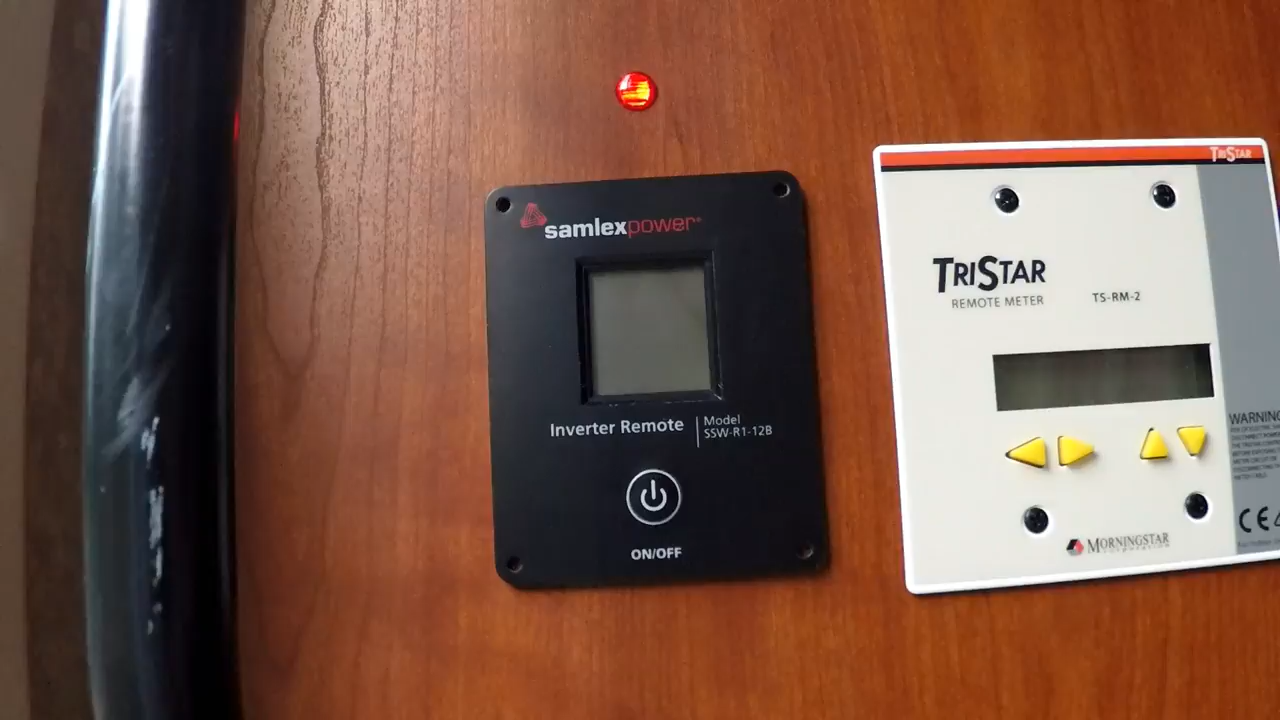 samlexpower
Inverter Remote
Model
SSW-R1-12B
ON/OFF
TRISTAR
TRISTAR
REMOTE METER
TS-RM-2
WARNING
MORNINGSTAR
corporation
CE